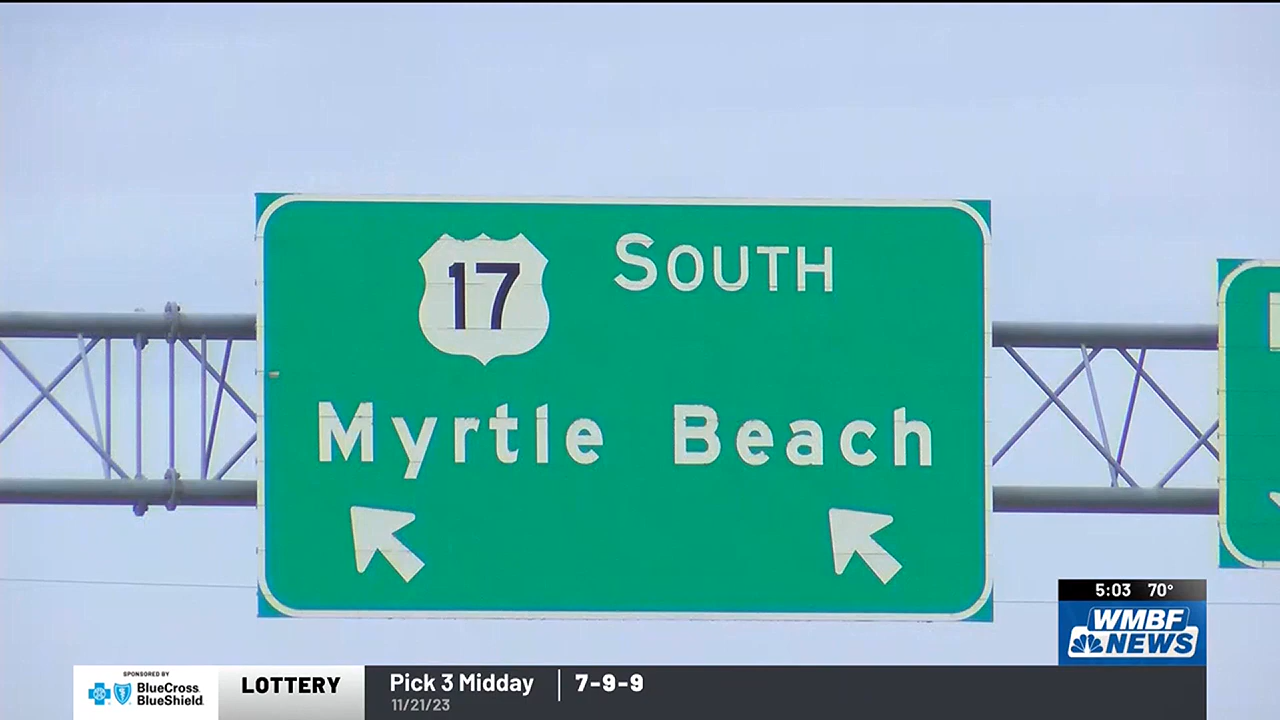 17 SOUTH
Myrtle Beach
5:03 70°
WMBF
NEWS
SPONSORED BY
BlueCross
BlueShield
LOTTERY
Pick 3 Midday 7-9-9
11/21/23